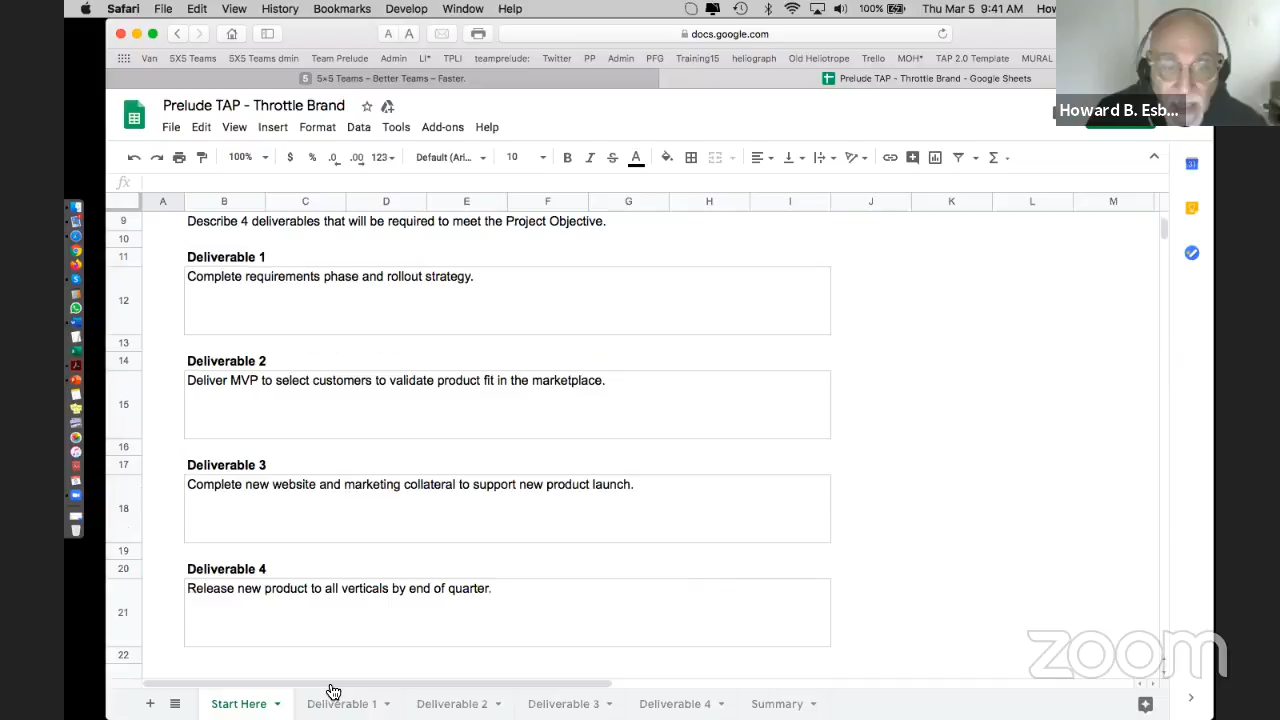 Safari File Edit View History Bookmarks Develop Window Help 100% Thu Mar 5 9:41 AM How
A A docs.google.com
Van 5X5 Teams 5X5 Teams dmin Team Prelude Admin LI* TPLI teamprelude: Twitter PP Admin PFG Training15 heliograph Old Heliotrope Trello MOH* TAP 2.0 Template MURAL
5 5×5 Teams – Better Teams – Faster. Prelude TAP - Throttle Brand - Google Sheets
Howard B. Esb...
Prelude TAP - Throttle Brand
File Edit View Insert Format Data Tools Add-ons Help
100% $ % .0 .00 123 Default (Ari... 10 B I S A Σ
fx
A B C D E F G H I J K L M
9 Describe 4 deliverables that will be required to meet the Project Objective.
10
11 Deliverable 1
12 Complete requirements phase and rollout strategy.
13
14 Deliverable 2
15 Deliver MVP to select customers to validate product fit in the marketplace.
16
17 Deliverable 3
18 Complete new website and marketing collateral to support new product launch.
19
20 Deliverable 4
21 Release new product to all verticals by end of quarter.
22
zoom
+ Start Here Deliverable 1 Deliverable 2 Deliverable 3 Deliverable 4 Summary